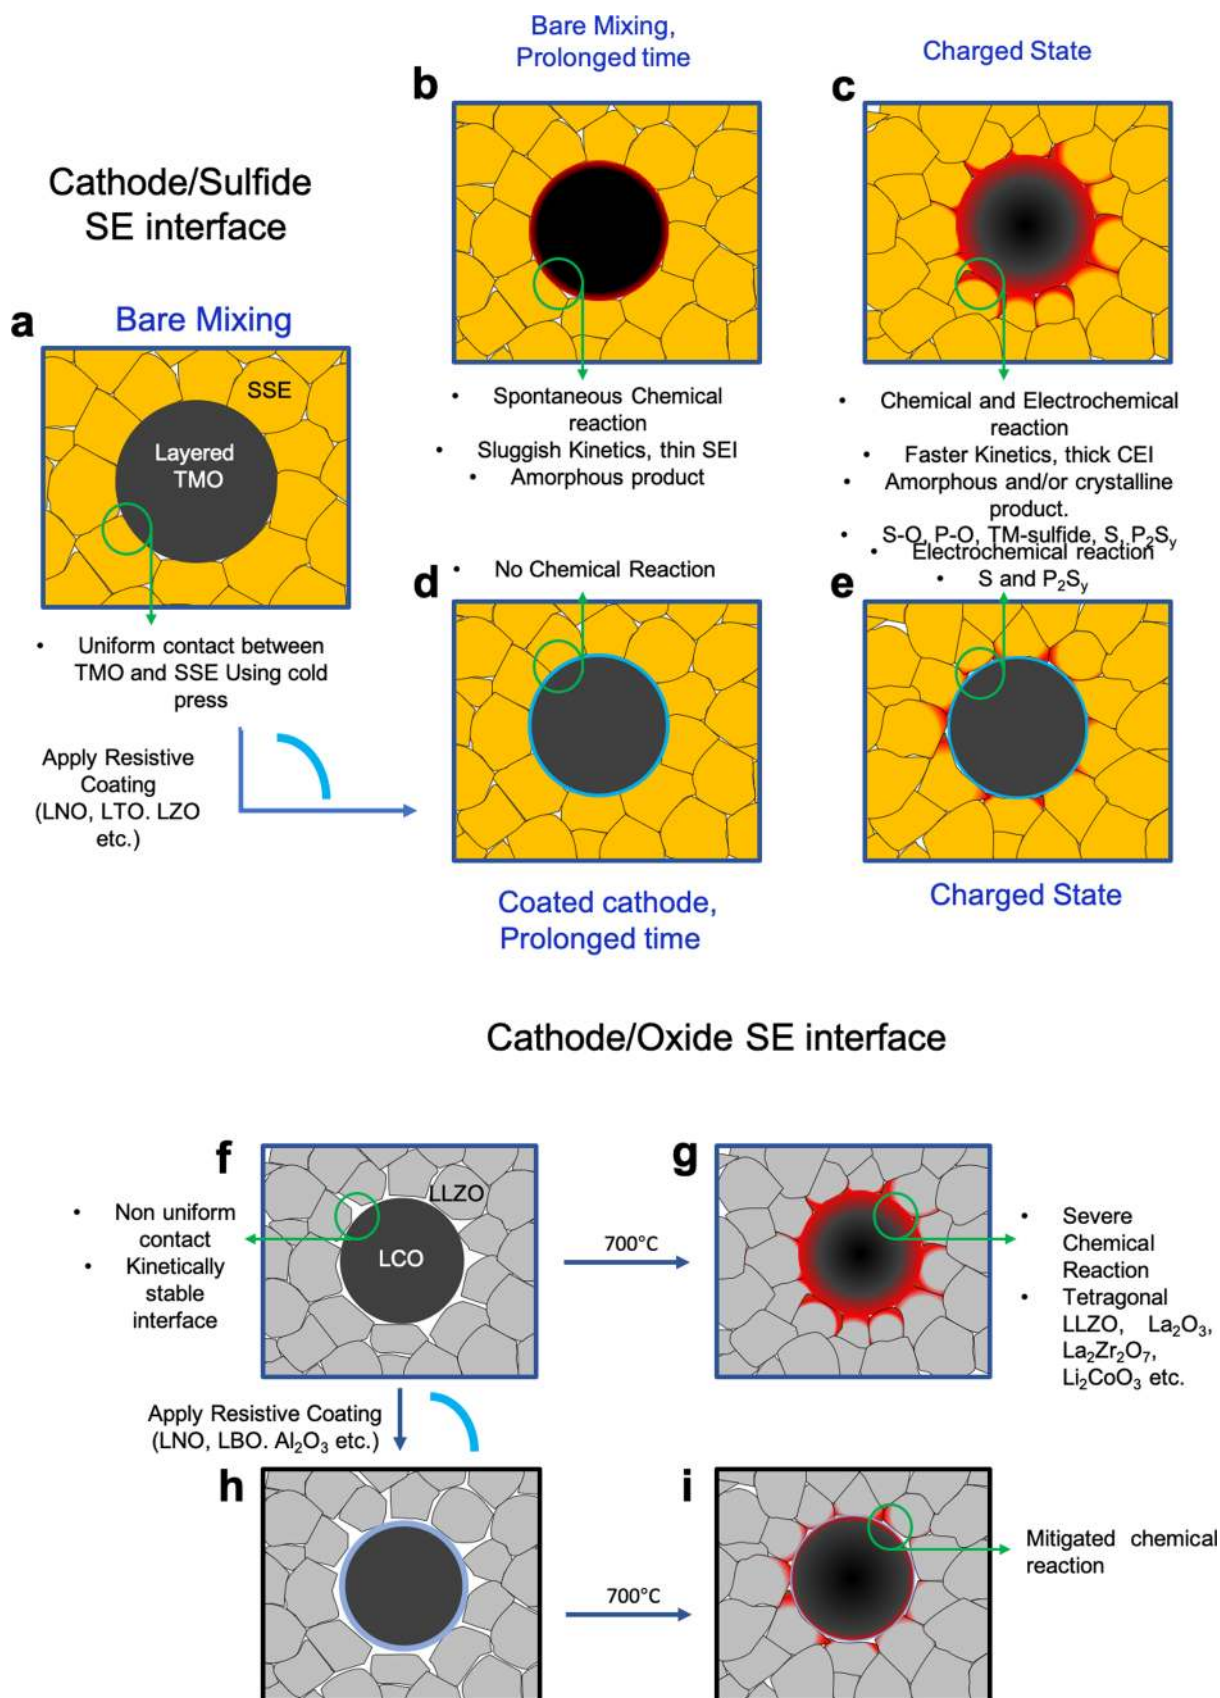 Bare Mixing,
Prolonged time
Charged State
b
c
Cathode/Sulfide
SE interface
a
Bare Mixing
SSE
Layered
TMO
• Uniform contact between
TMO and SSE Using cold
press
• Spontaneous Chemical
reaction
• Sluggish Kinetics, thin SEI
• Amorphous product
• Chemical and Electrochemical
reaction
• Faster Kinetics, thick CEI
• Amorphous and/or crystalline
product.
• S-O, P-O, TM-sulfide, S, P₂Sᵧ
• Electrochemical reaction
• S and P₂Sᵧ
• No Chemical Reaction
d
e
Apply Resistive
Coating
(LNO, LTO. LZO
etc.)
Coated cathode,
Prolonged time
Charged State
Cathode/Oxide SE interface
f
LLZO
LCO
• Non uniform
contact
• Kinetically
stable
interface
700°C
g
• Severe
Chemical
Reaction
• Tetragonal
LLZO, La₂O₃,
La₂Zr₂O₇,
Li₂CoO₃ etc.
Apply Resistive Coating
(LNO, LBO. Al₂O₃ etc.)
h
700°C
i
Mitigated chemical
reaction